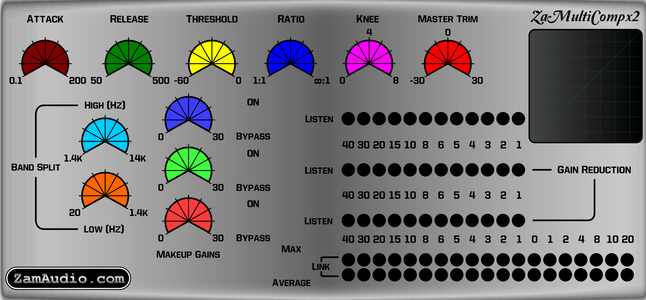 ATTACK RELEASE THRESHOLD RATIO KNEE MASTER TRIM ZaMultiCompx2
4 0
0.1 200 50 500 -60 0 1:1 ∞:1 0 8 -30 30
HIGH (HZ) ON
LISTEN
0 30 BYPASS
40 30 20 15 10 8 6 5 4 3 2 1
1.4K 14K ON
BAND SPLIT LISTEN GAIN REDUCTION
0 30 BYPASS
40 30 20 15 10 8 6 5 4 3 2 1
20 1.4K ON
LISTEN
0 30
LOW (HZ) BYPASS
40 30 20 15 10 8 6 5 4 3 2 1 0 1 2 4 8 10 20
MAKEUP GAINS MAX
LINK
ZamAudio.com AVERAGE